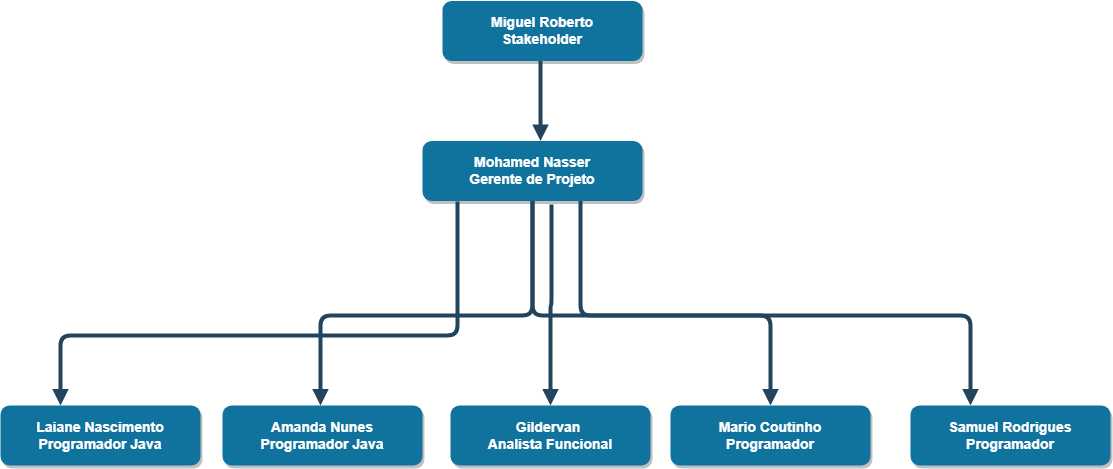 Miguel Roberto
Stakeholder
Mohamed Nasser
Gerente de Projeto
Laiane Nascimento
Programador Java
Amanda Nunes
Programador Java
Gildervan
Analista Funcional
Mario Coutinho
Programador
Samuel Rodrigues
Programador